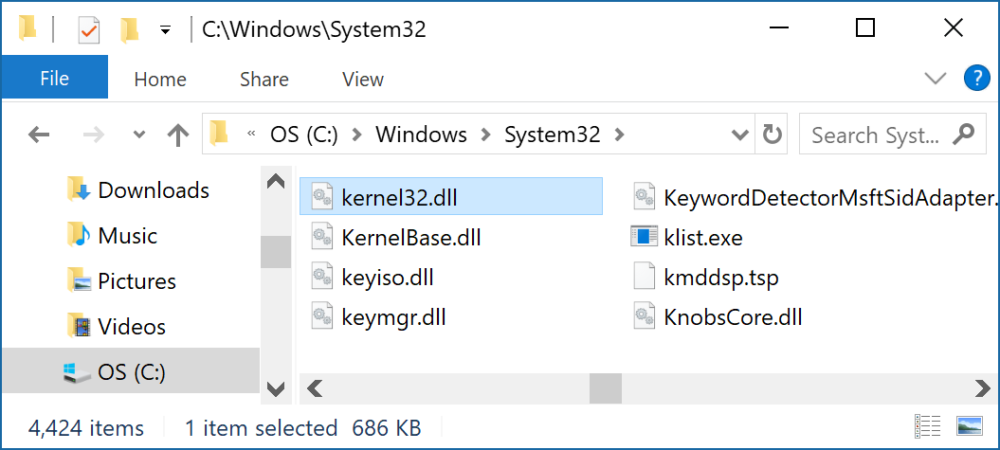 C:\Windows\System32
File Home Share View ?
« OS (C:) > Windows > System32 > Search Syst...
Downloads
Music
Pictures
Videos
OS (C:)
kernel32.dll
KernelBase.dll
keyiso.dll
keymgr.dll
KeywordDetectorMsftSidAdapter.
klist.exe
kmddsp.tsp
KnobsCore.dll
4,424 items 1 item selected 686 KB